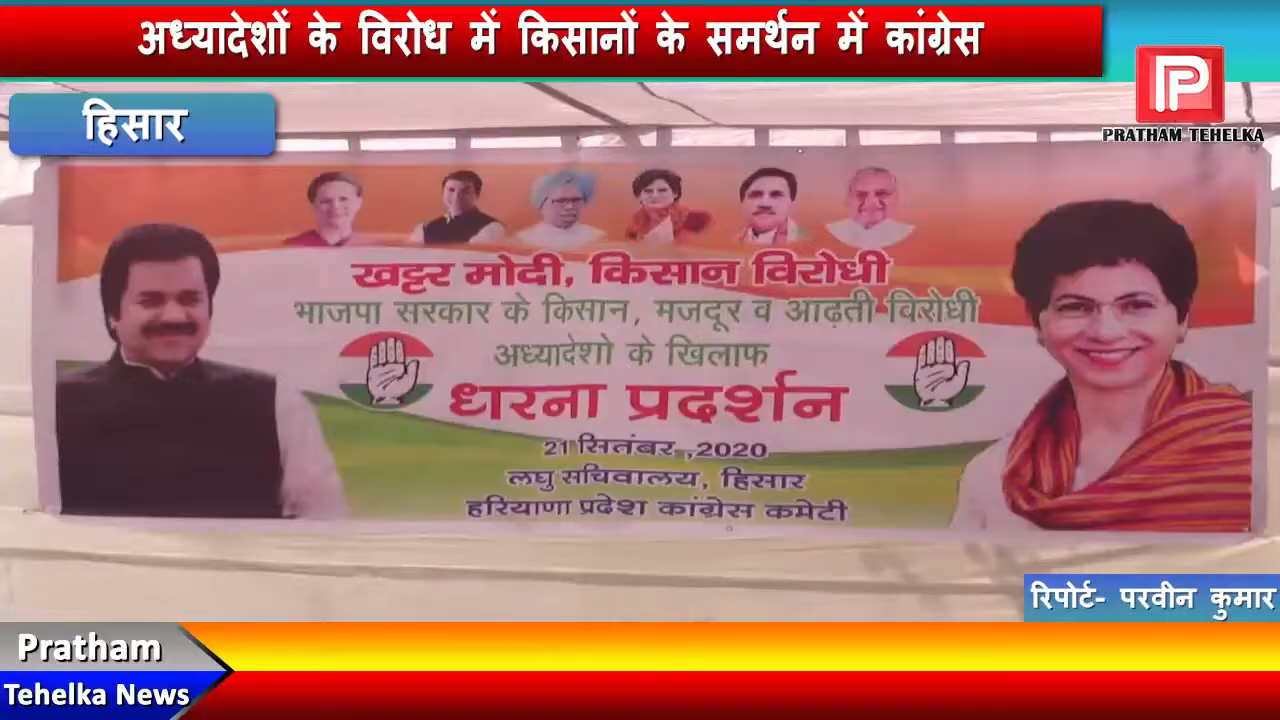 अध्यादेशों के विरोध में किसानों के समर्थन में कांग्रेस
हिसार
PRATHAM TEHELKA
खट्टर मोदी, किसान विरोधी
भाजपा सरकार के किसान, मजदूर व आढ़ती विरोधी
अध्यादेशो के खिलाफ
धारना प्रदर्शन
21 सितंबर ,2020
लघु सचिवालय, हिसार
हरियाणा प्रदेश कांग्रेस कमेटी
रिपोर्ट- परवीन कुमार
Pratham
Tehelka News